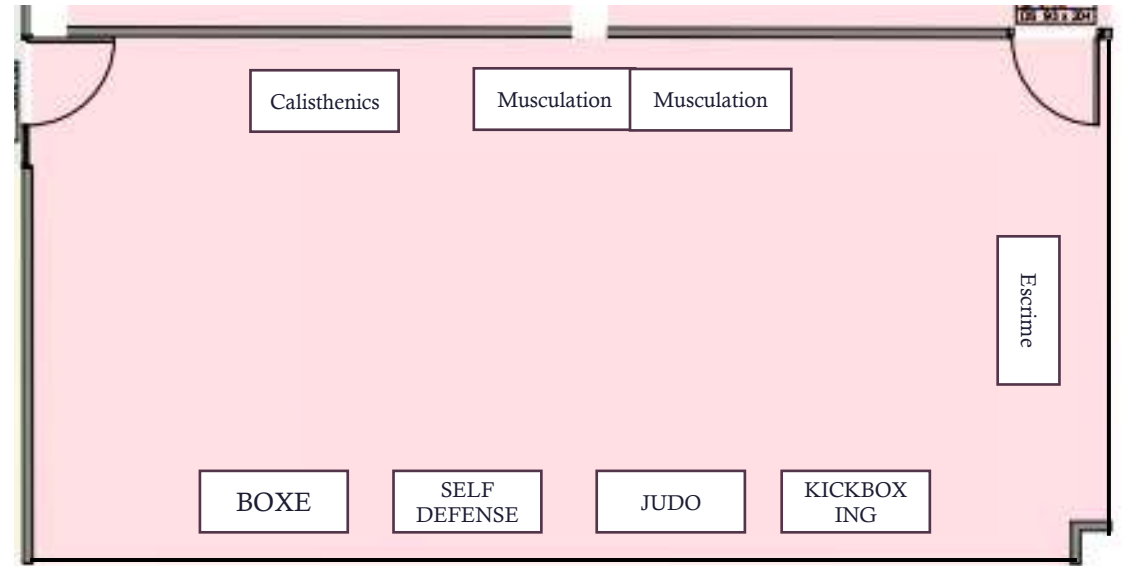 Calisthenics
Musculation
Musculation
Escrime
BOXE
SELF
DEFENSE
JUDO
KICKBOX
ING